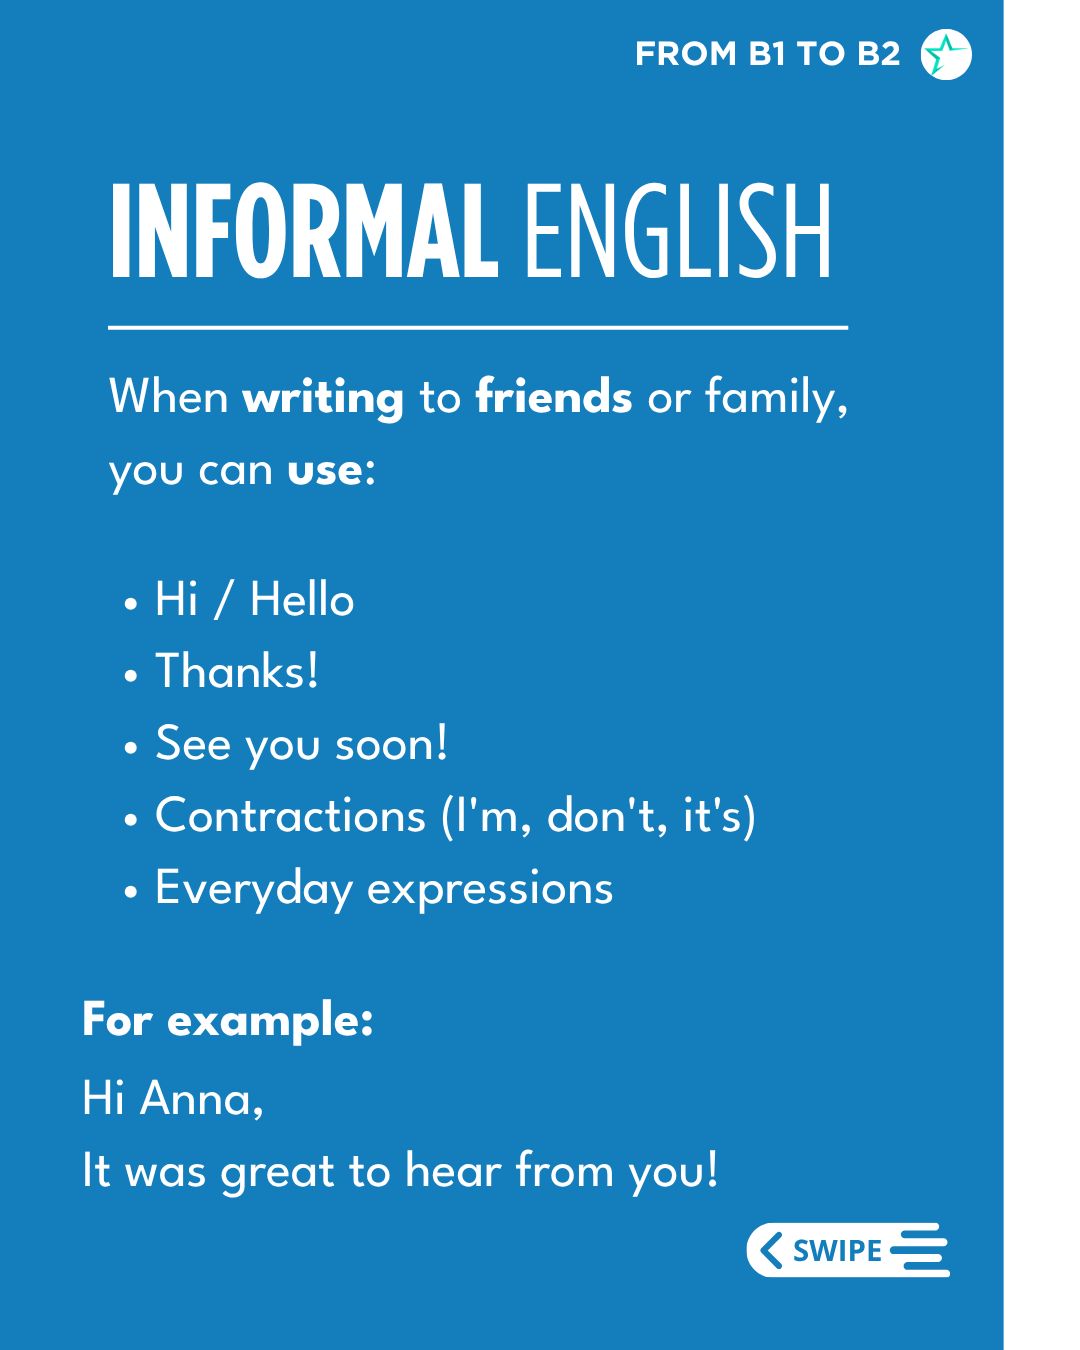 FROM B1 TO B2
INFORMAL ENGLISH
When writing to friends or family,
you can use:
• Hi / Hello
• Thanks!
• See you soon!
• Contractions (I'm, don't, it's)
• Everyday expressions
For example:
Hi Anna,
It was great to hear from you!
SWIPE